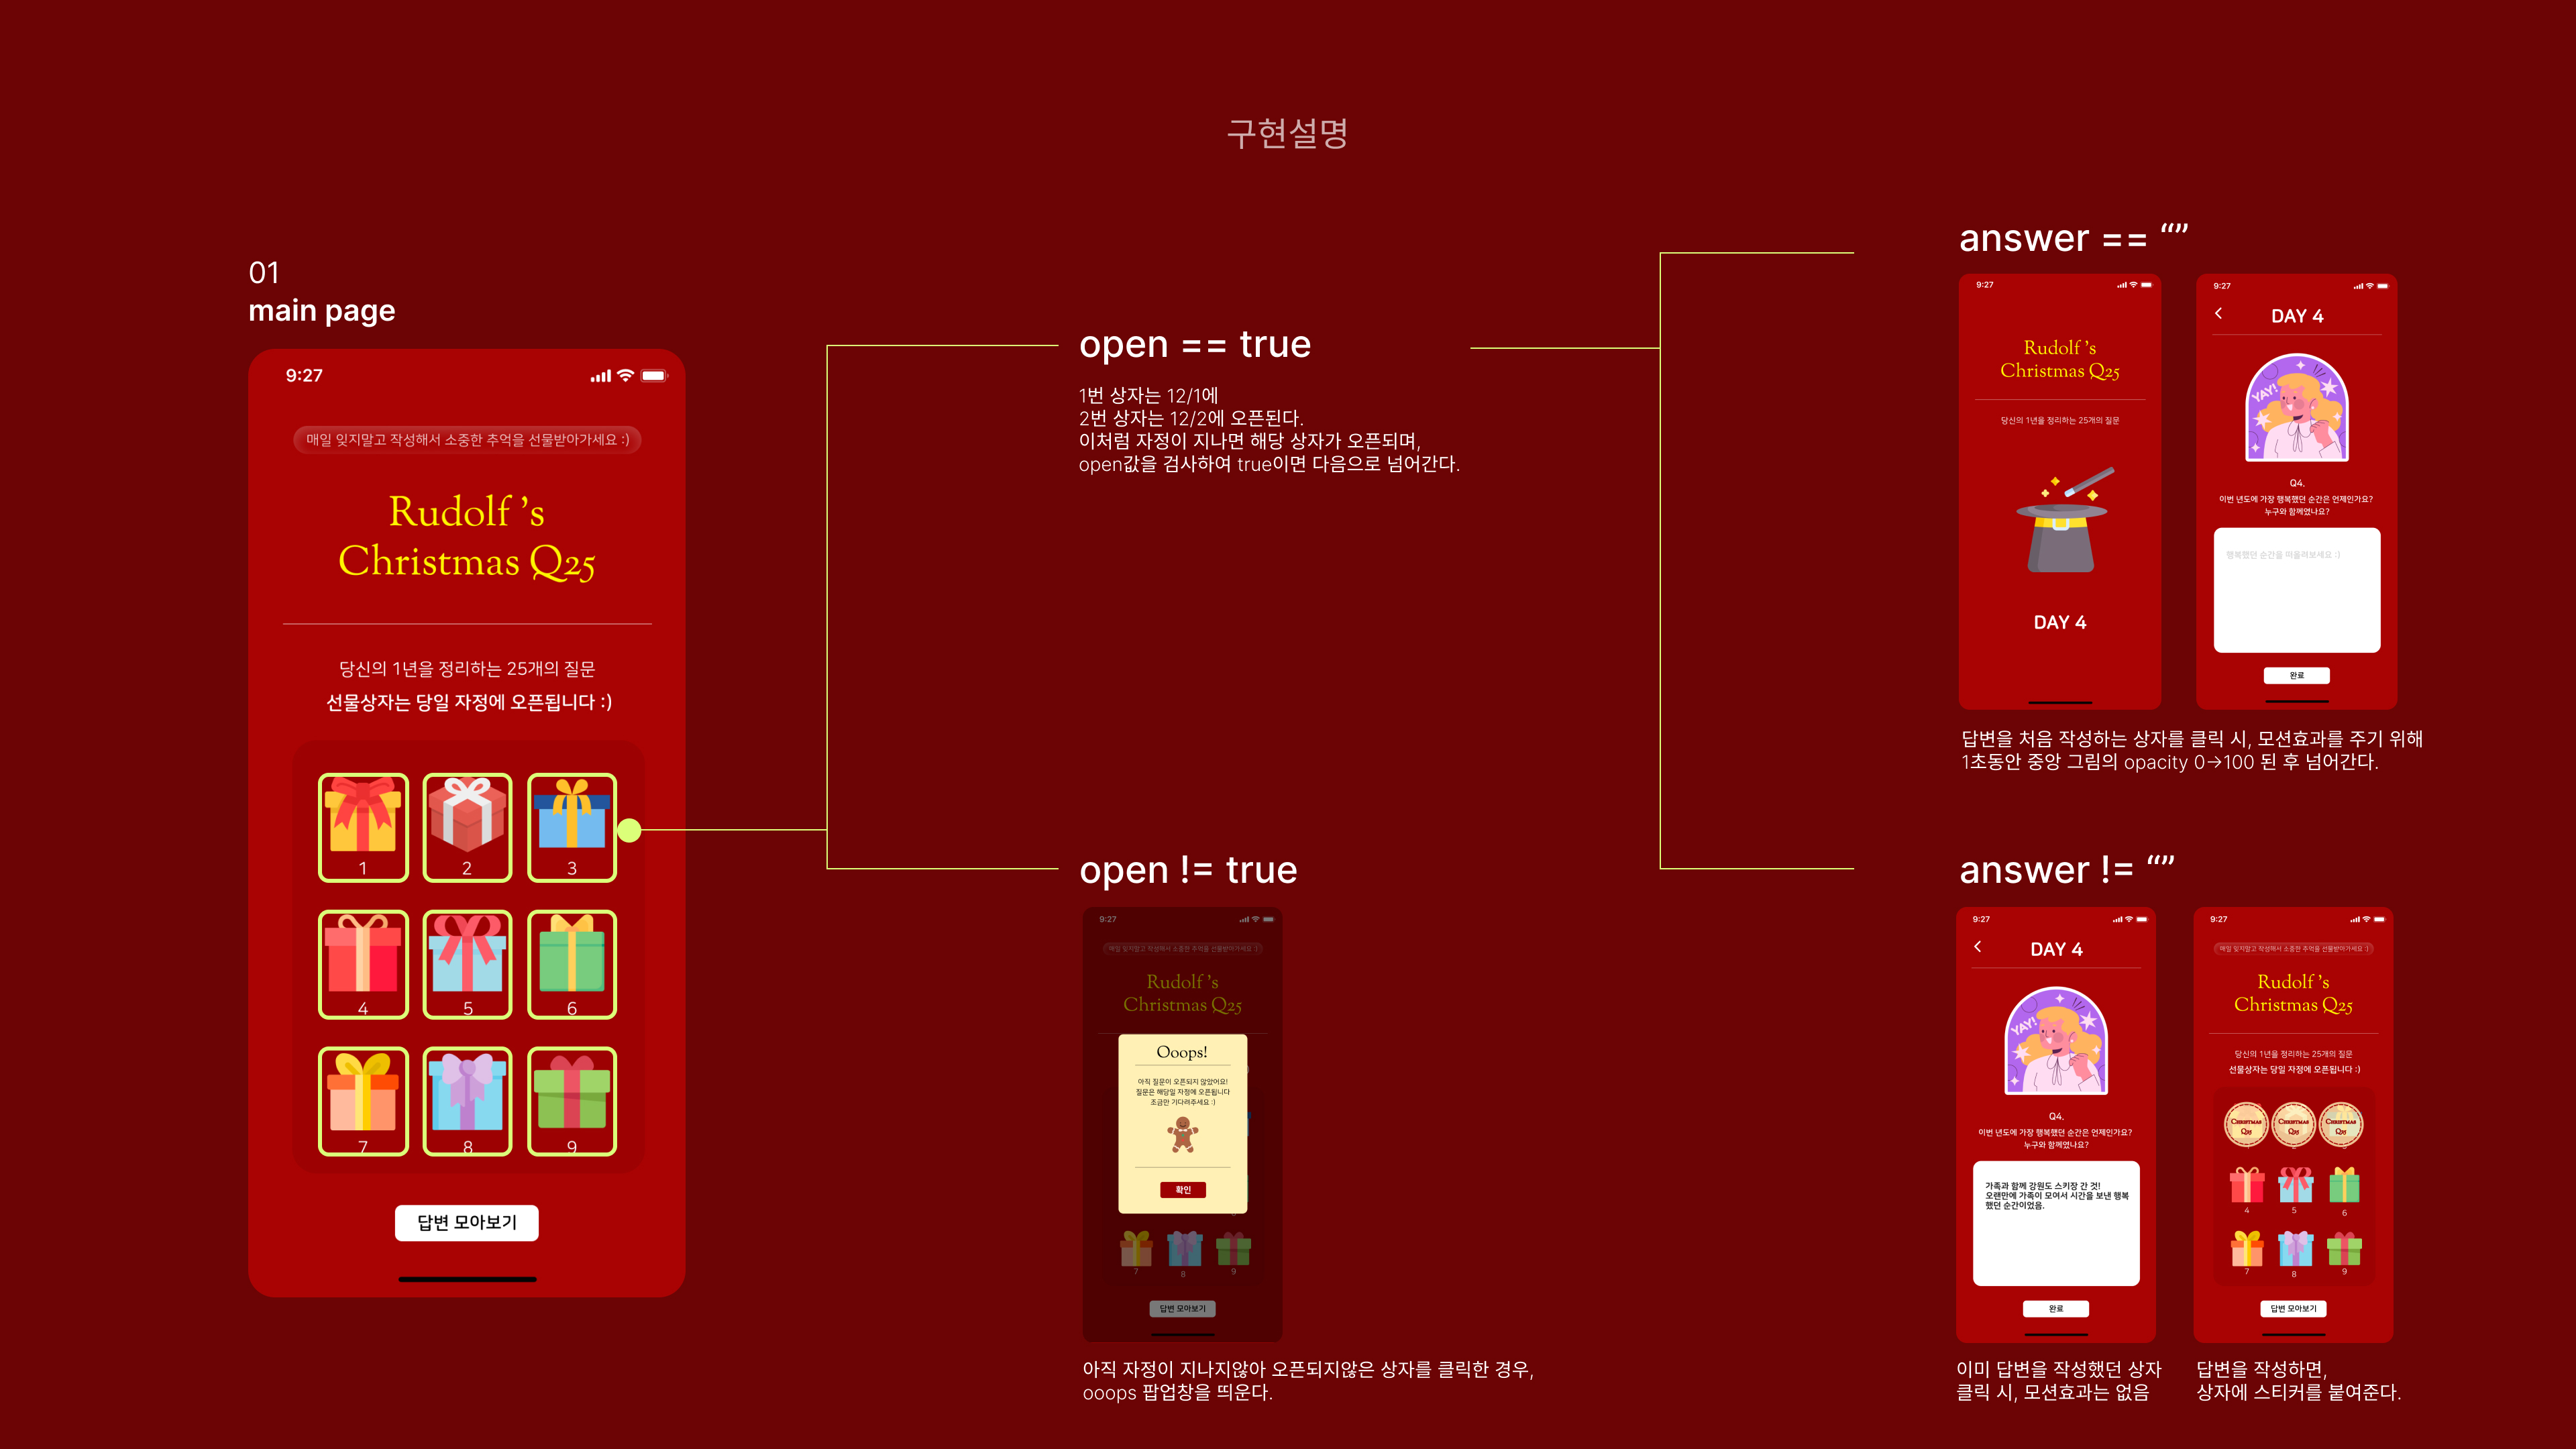 구현설명
01
main page
9:27
매일 잊지말고 작성해서 소중한 추억을 선물받아가세요 :)
Rudolf 's
Christmas Q25
당신의 1년을 정리하는 25개의 질문
선물상자는 당일 자정에 오픈됩니다 :)
1
2
3
4
5
6
7
8
9
답변 모아보기
open == true
1번 상자는 12/1에
2번 상자는 12/2에 오픈된다.
이처럼 자정이 지나면 해당 상자가 오픈되며,
open값을 검사하여 true이면 다음으로 넘어간다.
open != true
9:27
매일 잊지말고 작성해서 소중한 추억을 선물받아가세요 :)
Rudolf 's
Christmas Q25
Ooops!
아직 질문이 오픈되지 않았어요!
질문은 해당일 자정에 오픈됩니다
조금만 기다려주세요 :)
확인
7
8
9
답변 모아보기
아직 자정이 지나지않아 오픈되지않은 상자를 클릭한 경우,
ooops 팝업창을 띄운다.
answer == “”
9:27
Rudolf 's
Christmas Q25
당신의 1년을 정리하는 25개의 질문
DAY 4
9:27
DAY 4
YAY!
Q4.
이번 년도에 가장 행복했던 순간은 언제인가요?
누구와 함께였나요?
행복했던 순간을 떠올려보세요 :)
완료
답변을 처음 작성하는 상자를 클릭 시, 모션효과를 주기 위해
1초동안 중앙 그림의 opacity 0→100 된 후 넘어간다.
answer != “”
9:27
DAY 4
YAY!
Q4.
이번 년도에 가장 행복했던 순간은 언제인가요?
누구와 함께였나요?
가족과 함께 강원도 스키장 간 것!
오랜만에 가족이 모여서 시간을 보낸 행복
했던 순간이었음.
완료
이미 답변을 작성했던 상자
클릭 시, 모션효과는 없음
9:27
매일 잊지말고 작성해서 소중한 추억을 선물받아가세요 :)
Rudolf 's
Christmas Q25
당신의 1년을 정리하는 25개의 질문
선물상자는 당일 자정에 오픈됩니다 :)
Christmas
Q25
Christmas
Q25
Christmas
Q25
4
5
6
7
8
9
답변 모아보기
답변을 작성하면,
상자에 스티커를 붙여준다.